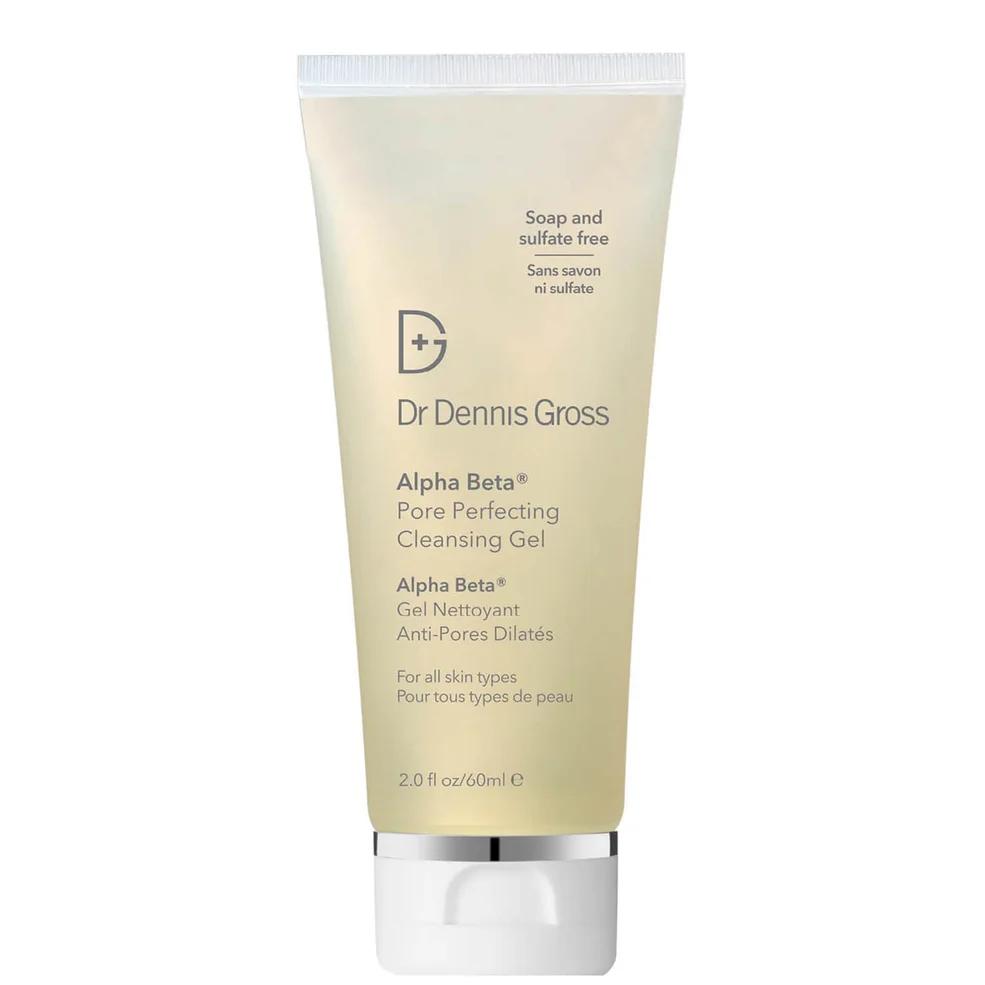 Soap and
sulfate free
Sans savon
ni sulfate
D+G
Dr Dennis Gross
Alpha Beta®
Pore Perfecting
Cleansing Gel
Alpha Beta®
Gel Nettoyant
Anti-Pores Dilatés
For all skin types
Pour tous types de peau
2.0 fl oz/60ml ℮